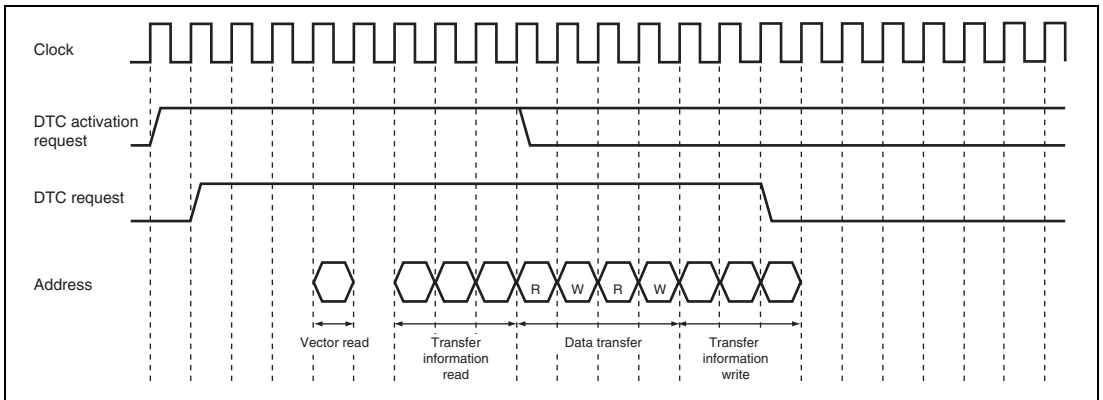 Clock
DTC activation
request
DTC request
Address
R W R W
Vector read
Transfer
information
read
Data transfer
Transfer
information
write